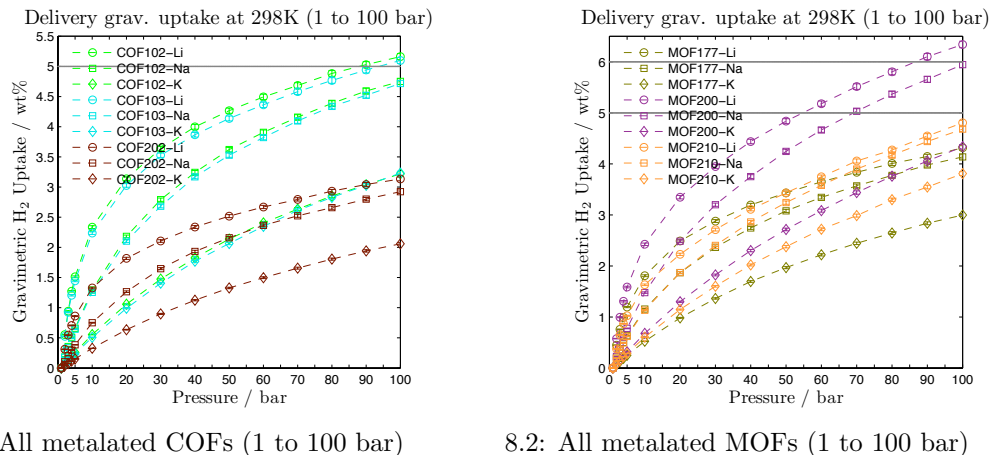 Delivery grav. uptake at 298K (1 to 100 bar)
Gravimetric H2 Uptake / wt%
5.5
5
4.5
4
3.5
3
2.5
2
1.5
1
0.5
0
COF102−Li
COF102−Na
COF102−K
COF103−Li
COF103−Na
COF103−K
COF202−Li
COF202−Na
COF202−K
0 1 5 10 20 30 40 50 60 70 80 90 100
Pressure / bar
All metalated COFs (1 to 100 bar)
Delivery grav. uptake at 298K (1 to 100 bar)
Gravimetric H2 Uptake / wt%
6
5
4
3
2
1
0
MOF177−Li
MOF177−Na
MOF177−K
MOF200−Li
MOF200−Na
MOF200−K
MOF210−Li
MOF210−Na
MOF210−K
0 1 5 10 20 30 40 50 60 70 80 90 100
Pressure / bar
8.2: All metalated MOFs (1 to 100 bar)